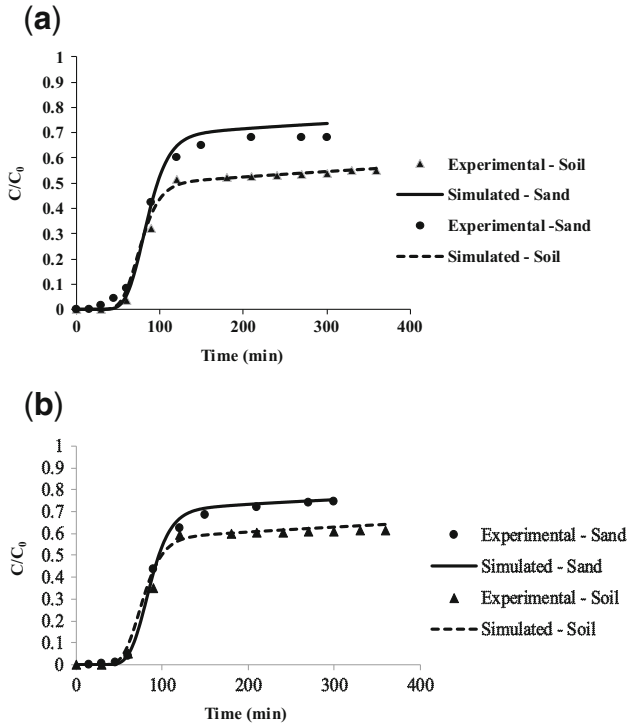 (a)
1
0.9
0.8
0.7
0.6
0.5
0.4
0.3
0.2
0.1
0
C/C0
0 100 200 300 400
Time (min)
Experimental - Soil
Simulated - Sand
Experimental -Sand
Simulated - Soil
(b)
1
0.9
0.8
0.7
0.6
0.5
0.4
0.3
0.2
0.1
0
C/C0
0 100 200 300 400
Time (min)
Experimental - Sand
Simulated - Sand
Experimental - Soil
Simulated - Soil